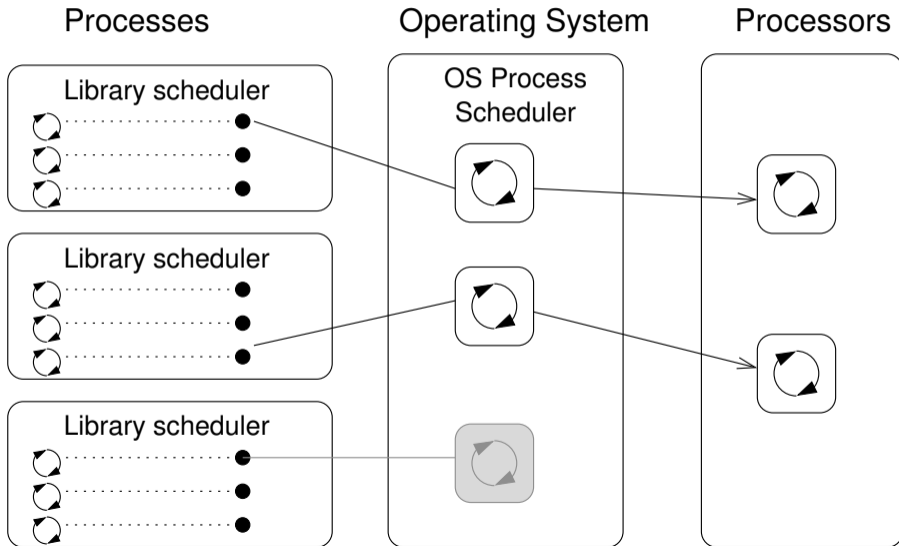 Processes
Operating System
Processors
Library scheduler
OS Process
Scheduler
Library scheduler
Library scheduler